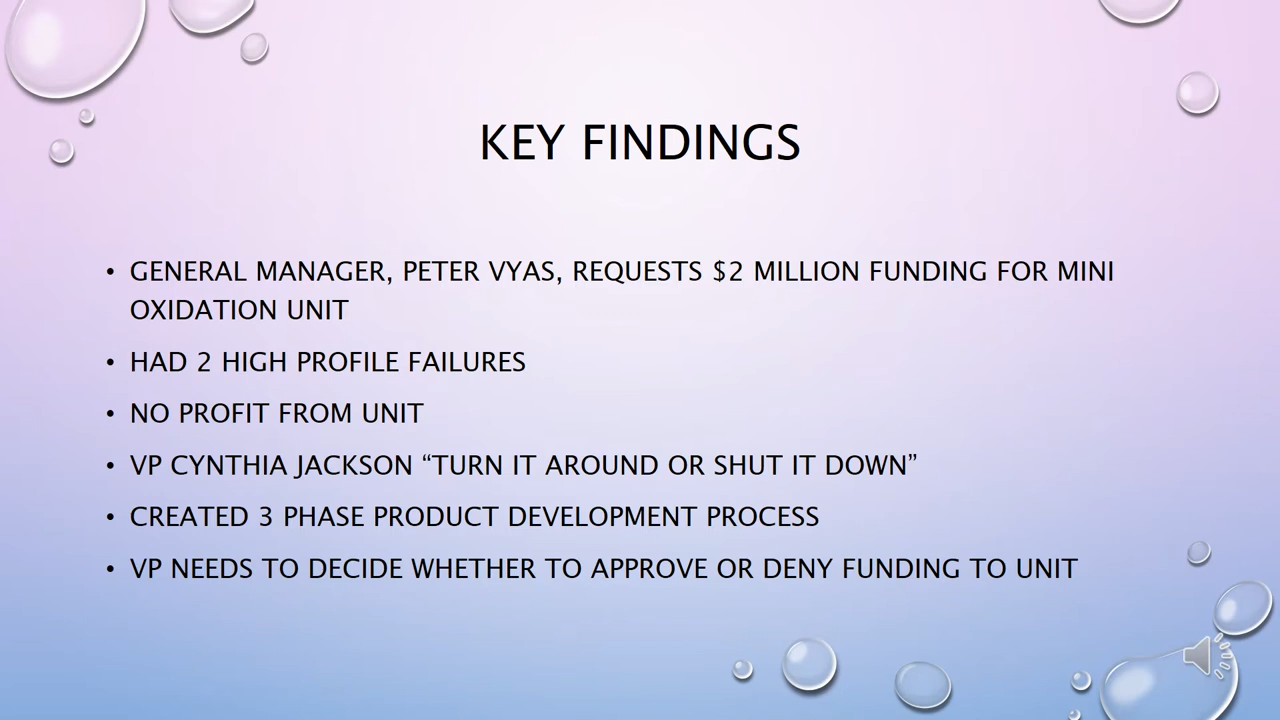 KEY FINDINGS
• GENERAL MANAGER, PETER VYAS, REQUESTS $2 MILLION FUNDING FOR MINI
OXIDATION UNIT
• HAD 2 HIGH PROFILE FAILURES
• NO PROFIT FROM UNIT
• VP CYNTHIA JACKSON “TURN IT AROUND OR SHUT IT DOWN”
• CREATED 3 PHASE PRODUCT DEVELOPMENT PROCESS
• VP NEEDS TO DECIDE WHETHER TO APPROVE OR DENY FUNDING TO UNIT